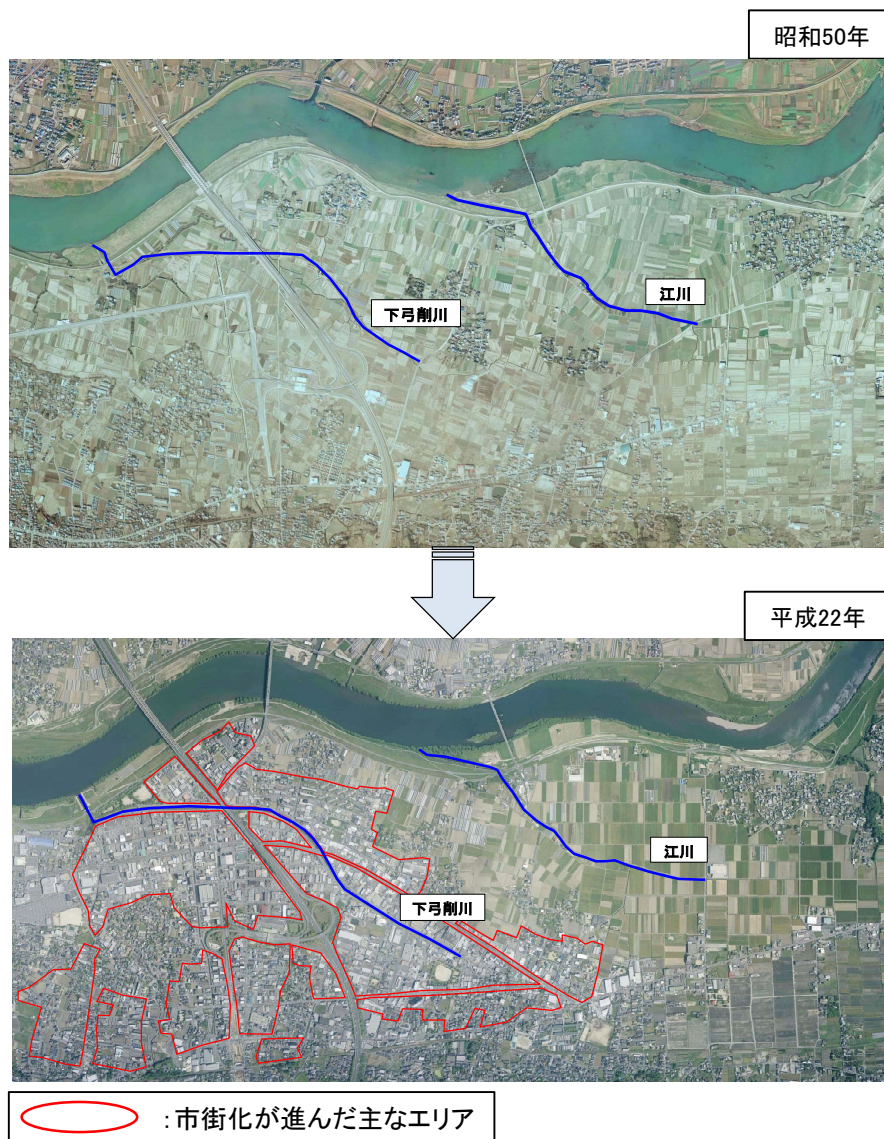 昭和50年
江川
下弓削川
平成22年
江川
下弓削川
:市街化が進んだ主なエリア